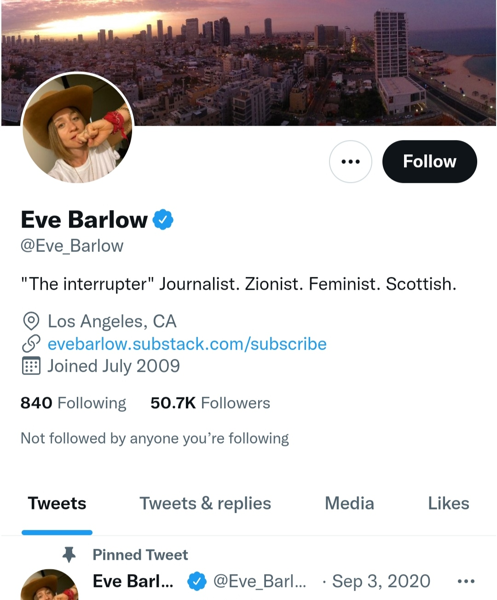 Follow
Eve Barlow
@Eve_Barlow
"The interrupter" Journalist. Zionist. Feminist. Scottish.
Los Angeles, CA
evebarlow.substack.com/subscribe
Joined July 2009
840 Following 50.7K Followers
Not followed by anyone you’re following
Tweets Tweets & replies Media Likes
Pinned Tweet
Eve Barl... @Eve_Barl... · Sep 3, 2020